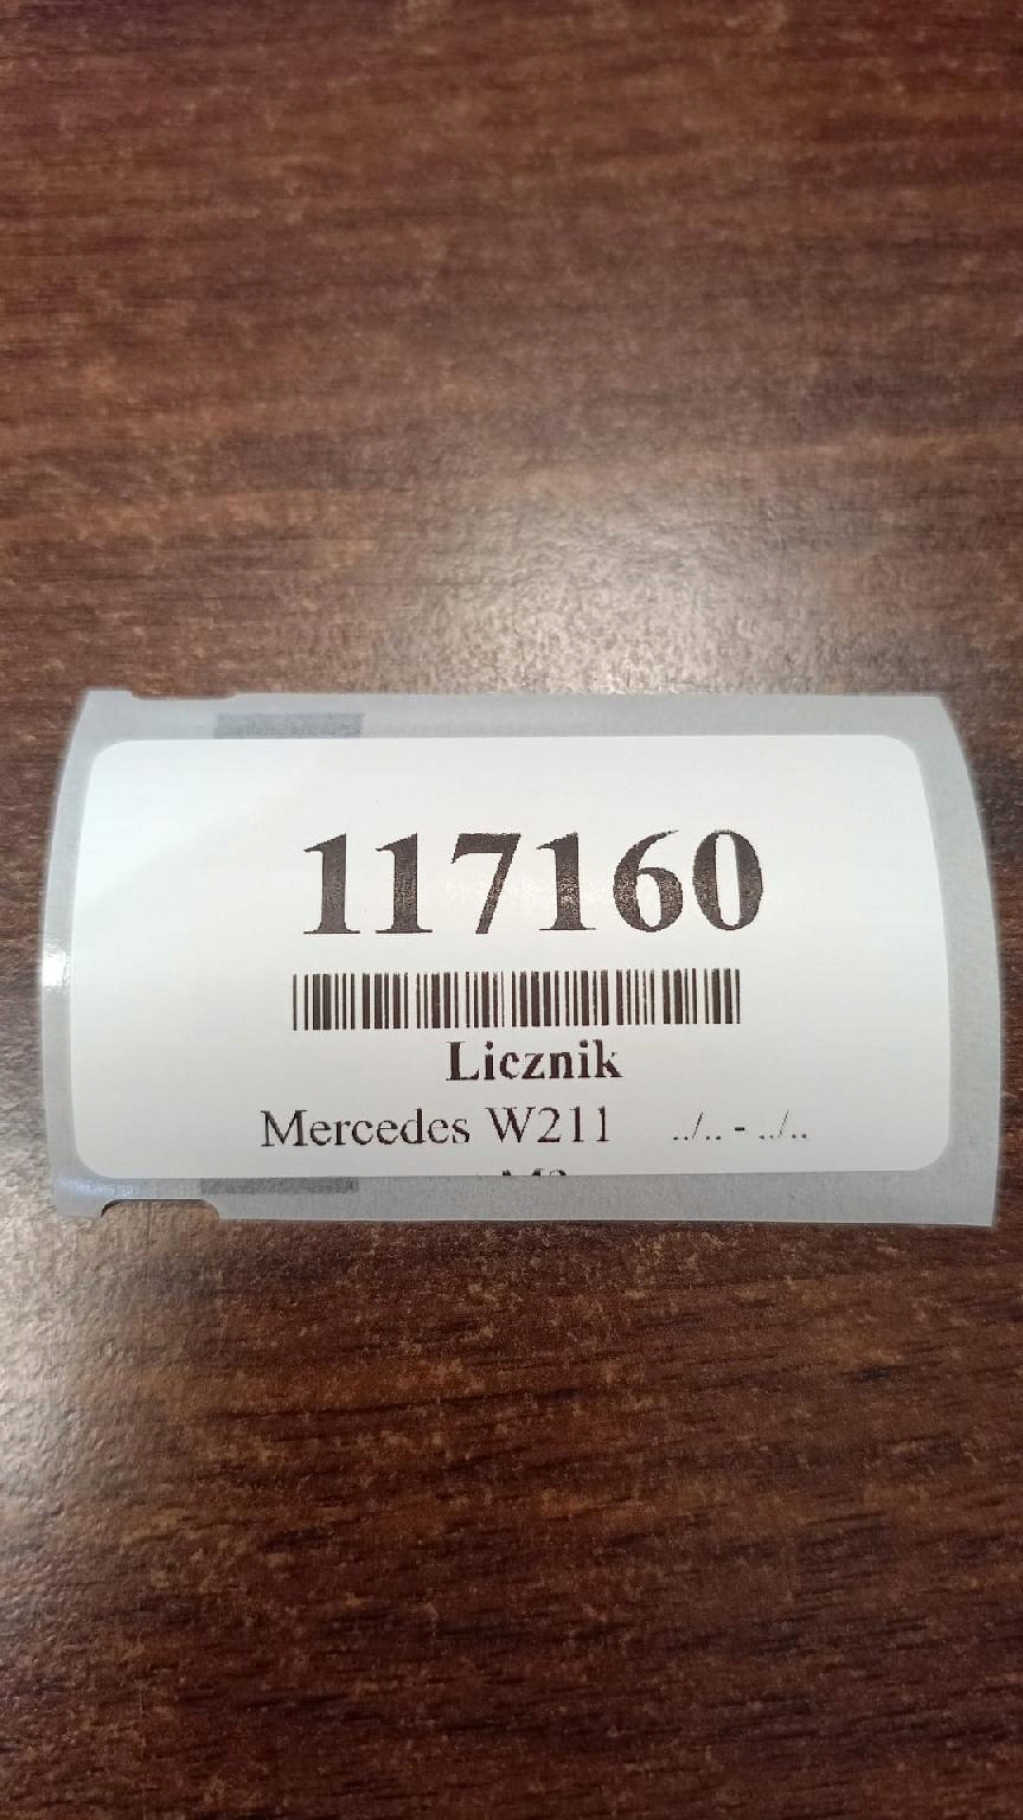 117160
Licznik
Mercedes W211 ../.. - ../..